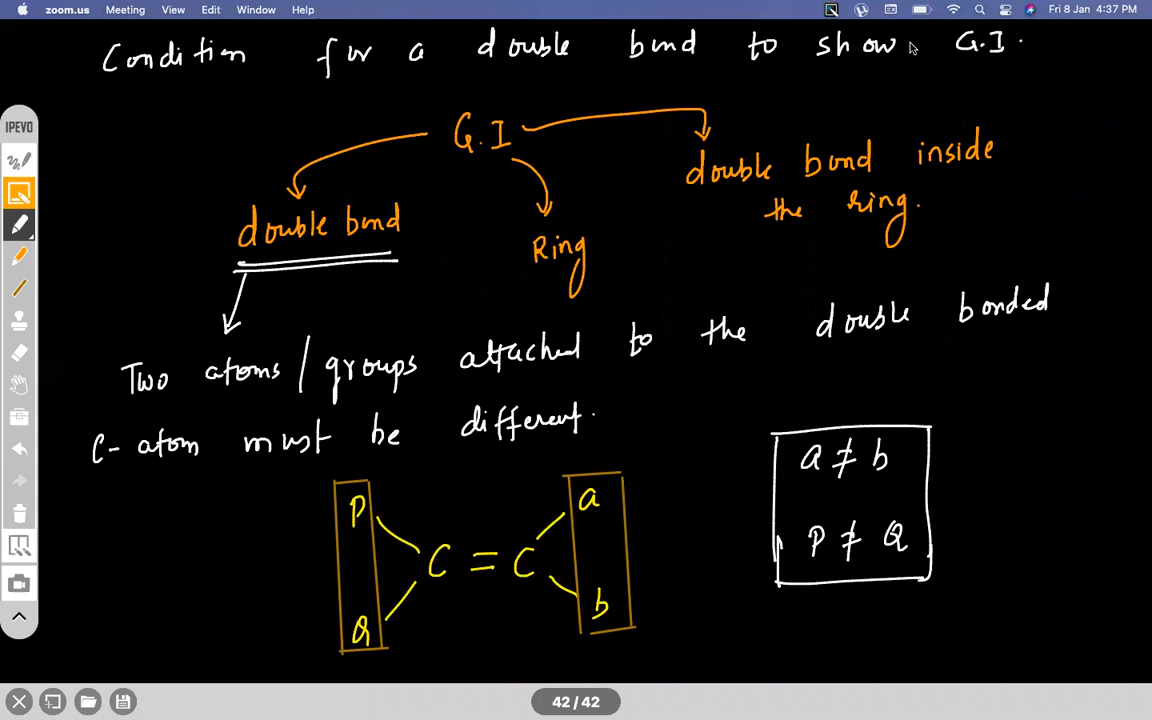 zoom.us Meeting View Edit Window Help Fri 8 Jan 4:37 PM
Condition for a double bond to show G.I.
IPEVO
G.I
double bond inside
the ring.
double bond
Ring
Two atoms / groups attached to the double bonded
C-atom must be different.
a ≠ b
P ≠ Q
P a
C = C
Q b
42 / 42